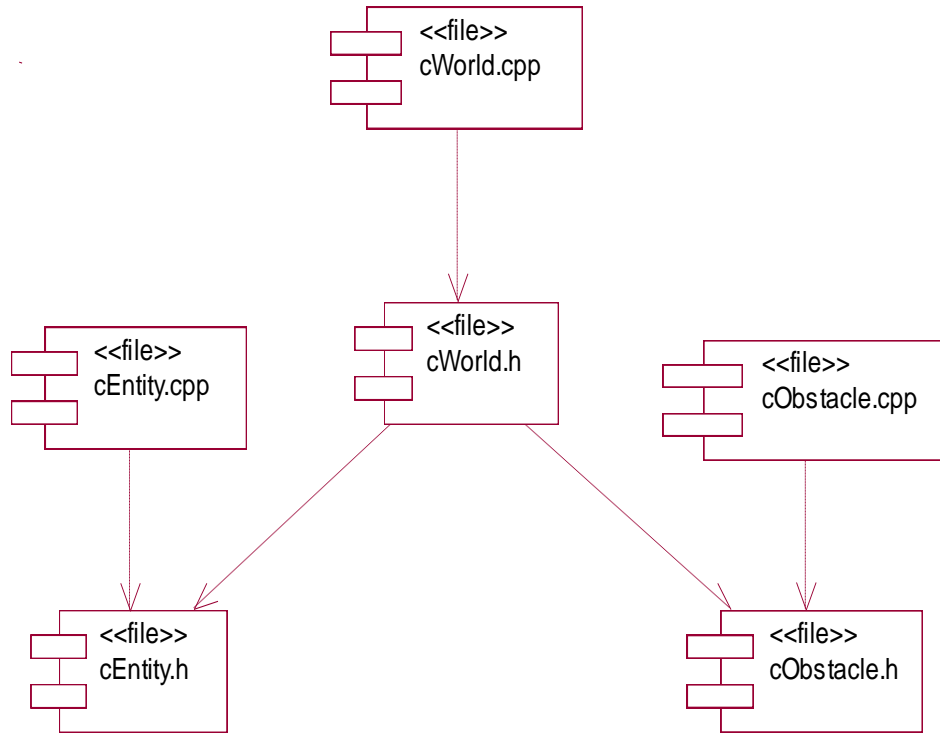 <<file>>
cWorld.cpp
<<file>>
cWorld.h
<<file>>
cEntity.cpp
<<file>>
cObstacle.cpp
<<file>>
cEntity.h
<<file>>
cObstacle.h